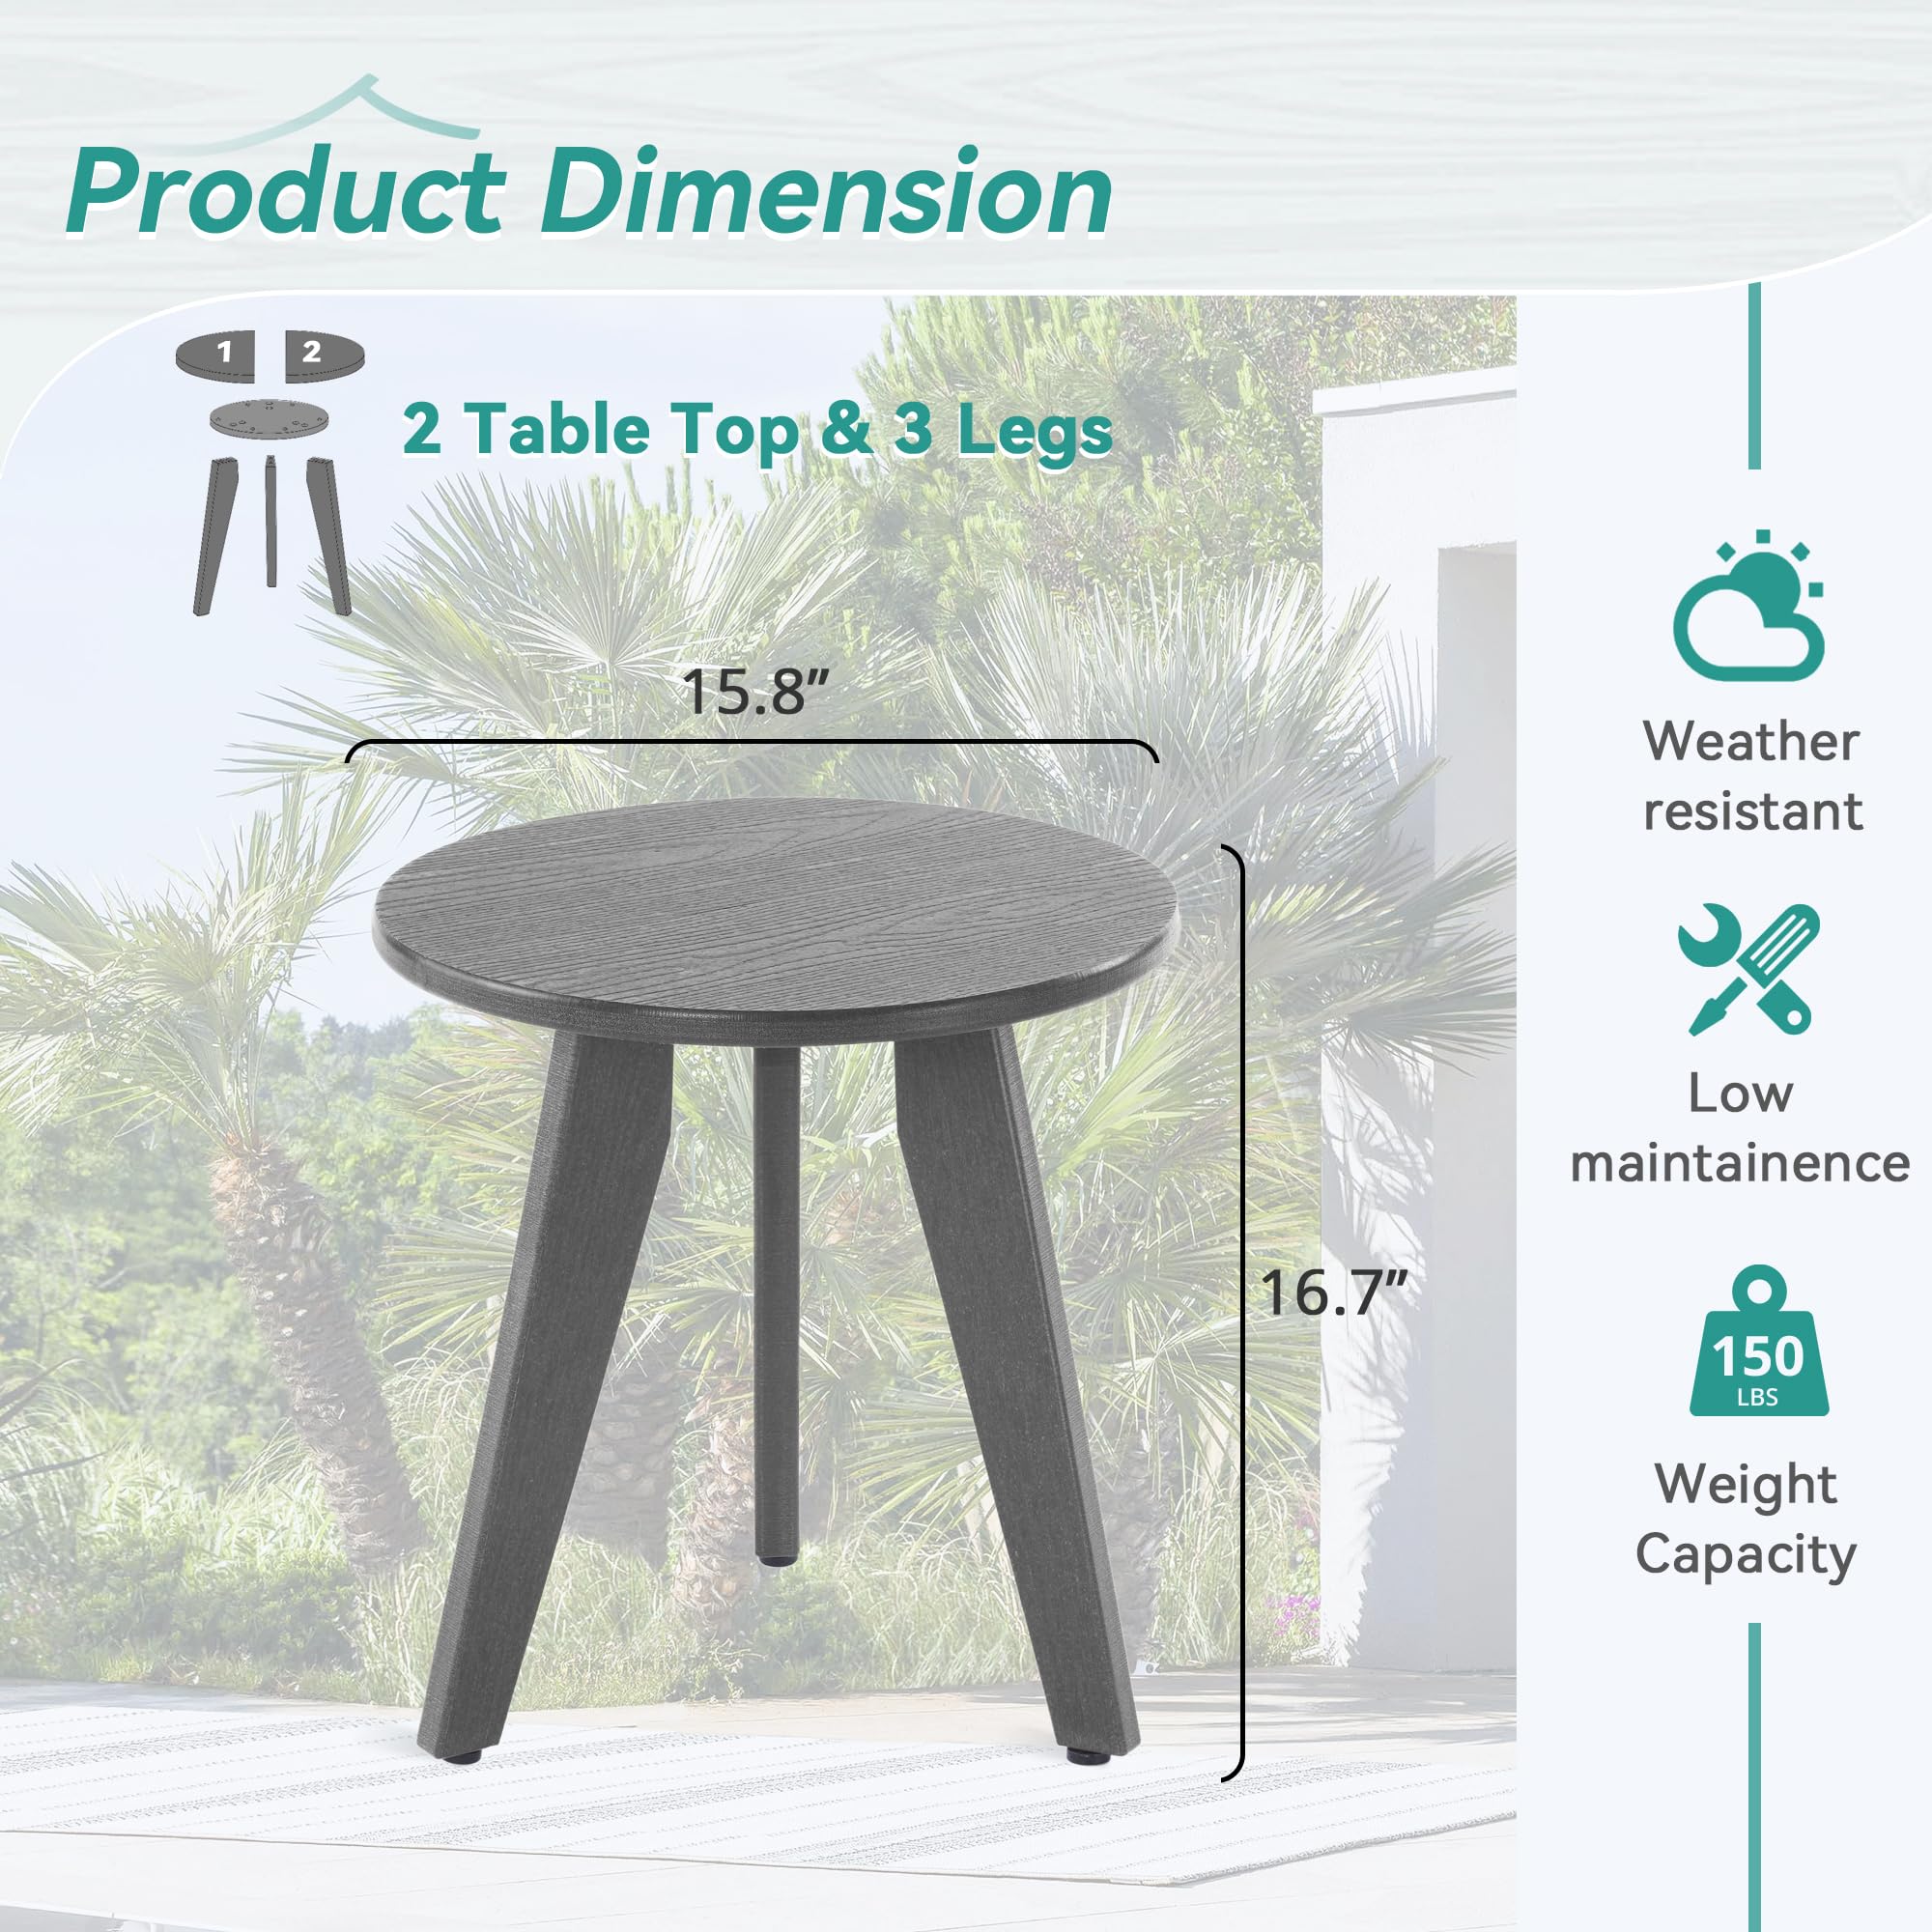 Product Dimension
1 2
2 Table Top & 3 Legs
15.8"
16.7"
Weather
resistant
Low
maintainence
150
LBS
Weight
Capacity